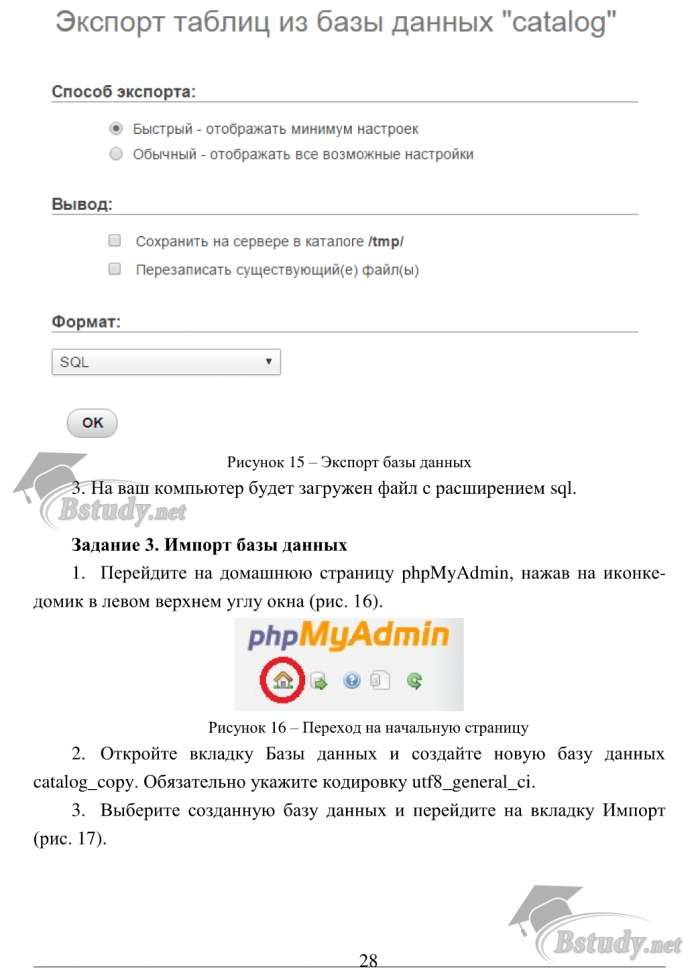 Экспорт таблиц из базы данных "catalog"
Способ экспорта:
Быстрый - отображать минимум настроек
Обычный - отображать все возможные настройки
Вывод:
Сохранить на сервере в каталоге /tmp/
Перезаписать существующий(е) файл(ы)
Формат:
SQL
OK
Рисунок 15 – Экспорт базы данных
3. На ваш компьютер будет загружен файл с расширением sql.
Bstudy.net
Задание 3. Импорт базы данных
1. Перейдите на домашнюю страницу phpMyAdmin, нажав на иконке-
домик в левом верхнем углу окна (рис. 16).
phpMyAdmin
Рисунок 16 – Переход на начальную страницу
2. Откройте вкладку Базы данных и создайте новую базу данных
catalog_copy. Обязательно укажите кодировку utf8_general_ci.
3. Выберите созданную базу данных и перейдите на вкладку Импорт
(рис. 17).
Bstudy.net
28